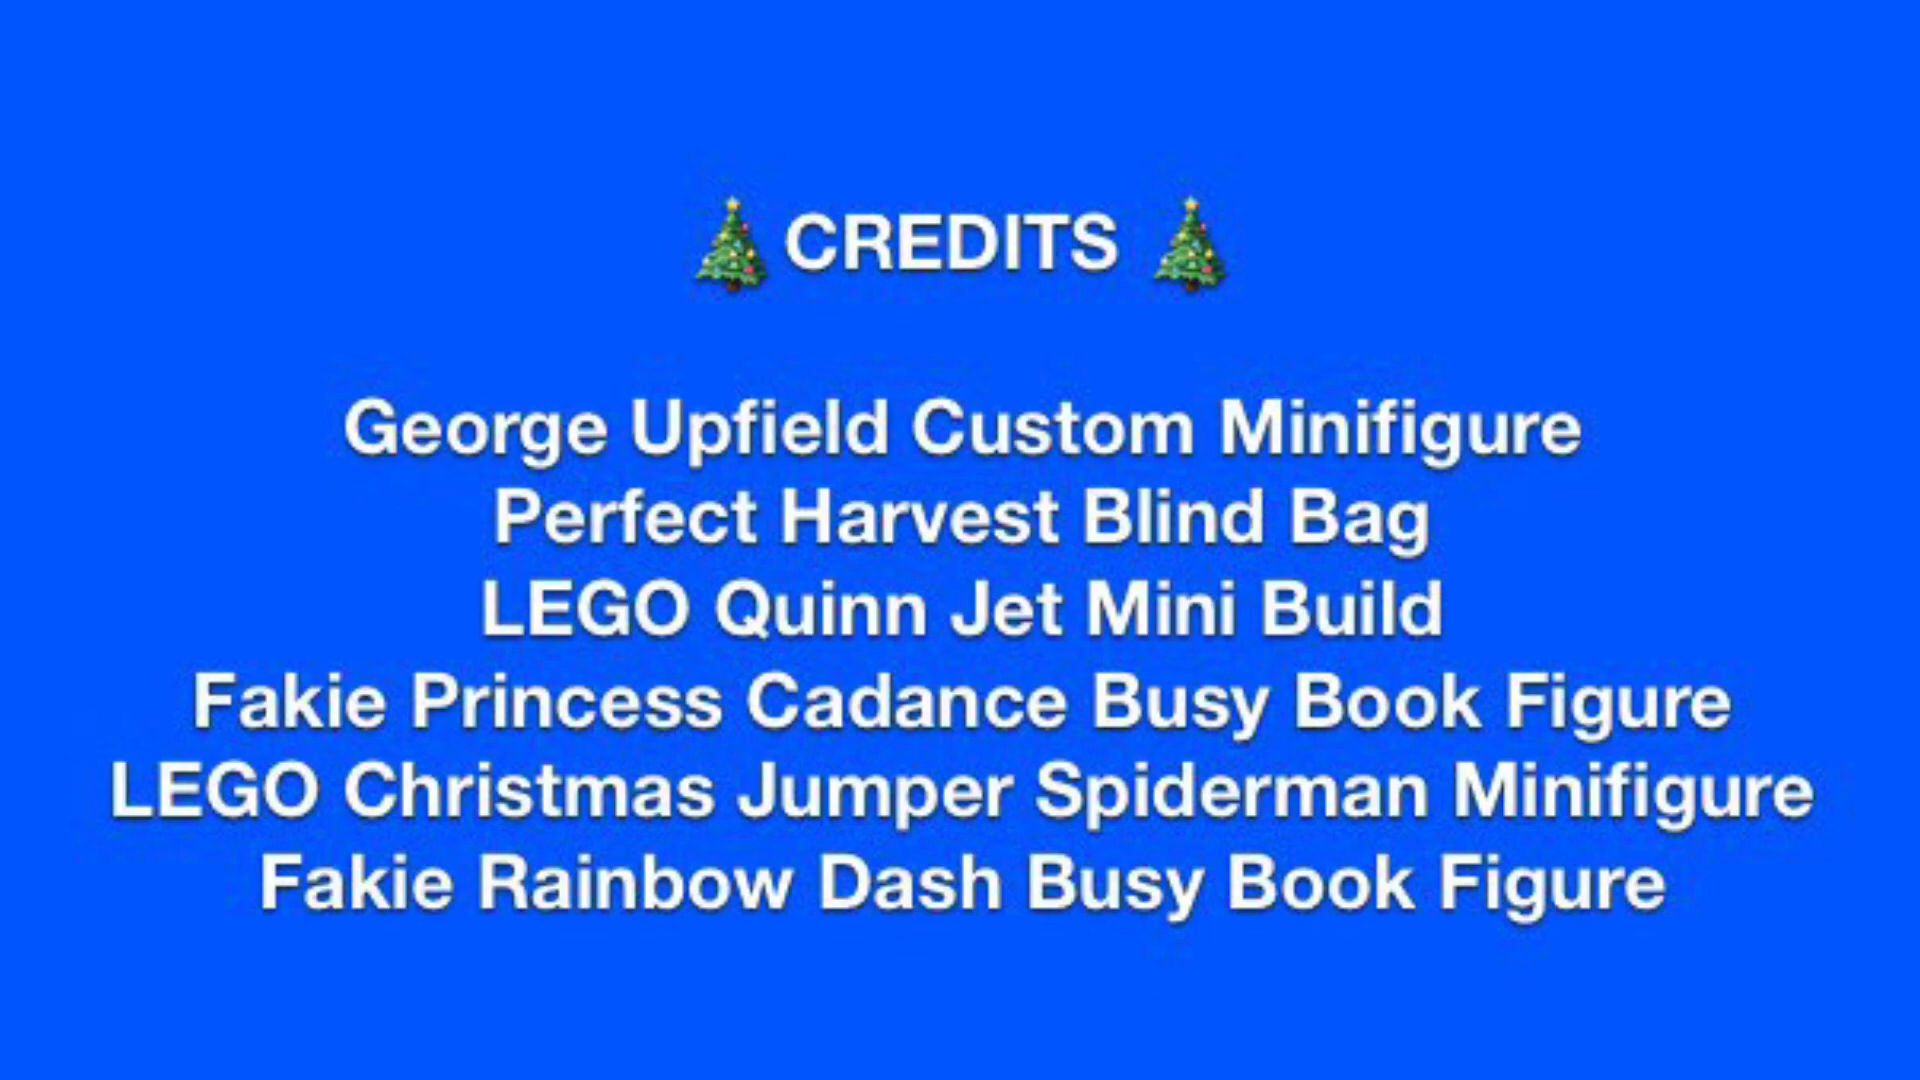 🎄CREDITS 🎄
George Upfield Custom Minifigure
Perfect Harvest Blind Bag
LEGO Quinn Jet Mini Build
Fakie Princess Cadance Busy Book Figure
LEGO Christmas Jumper Spiderman Minifigure
Fakie Rainbow Dash Busy Book Figure